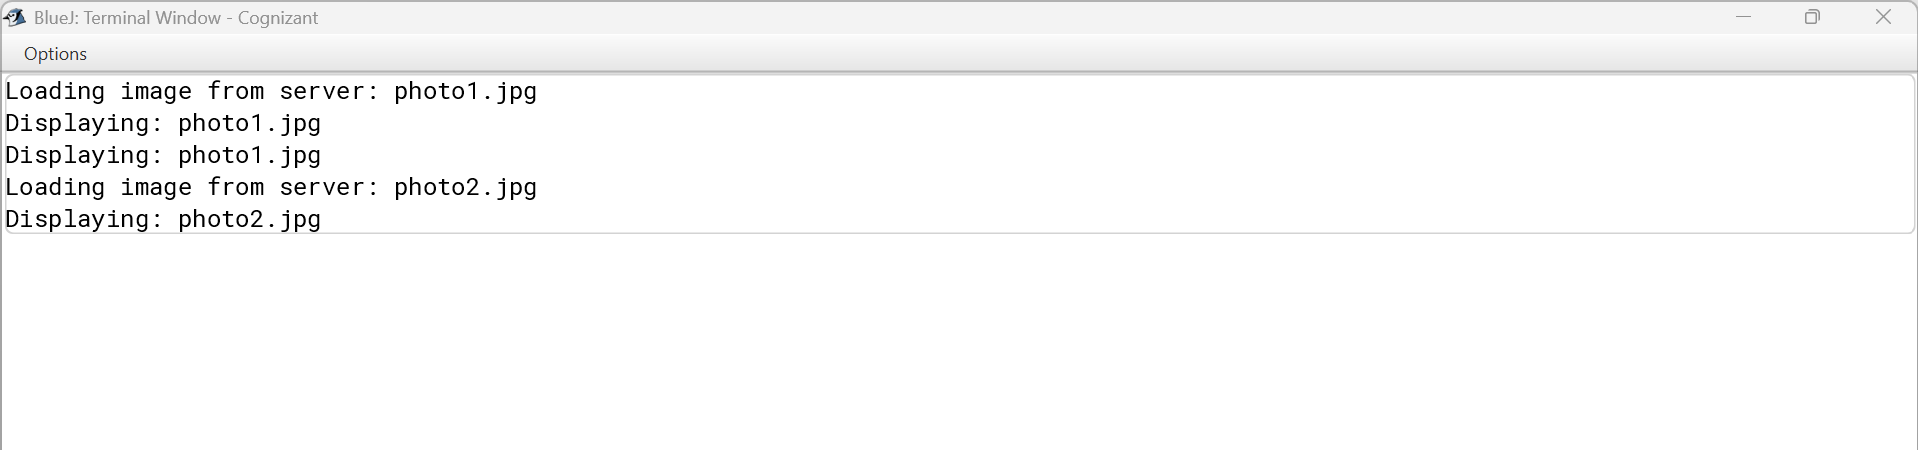 BlueJ: Terminal Window - Cognizant
Options
Loading image from server: photo1.jpg
Displaying: photo1.jpg
Displaying: photo1.jpg
Loading image from server: photo2.jpg
Displaying: photo2.jpg